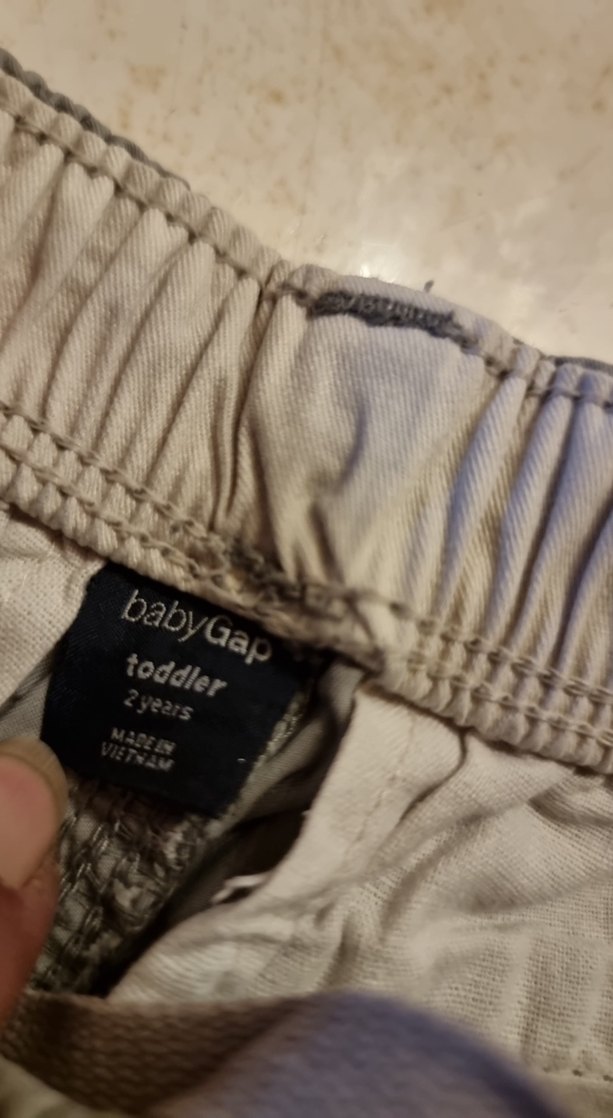 babyGap
toddler
2 years
MADE IN
VIETNAM